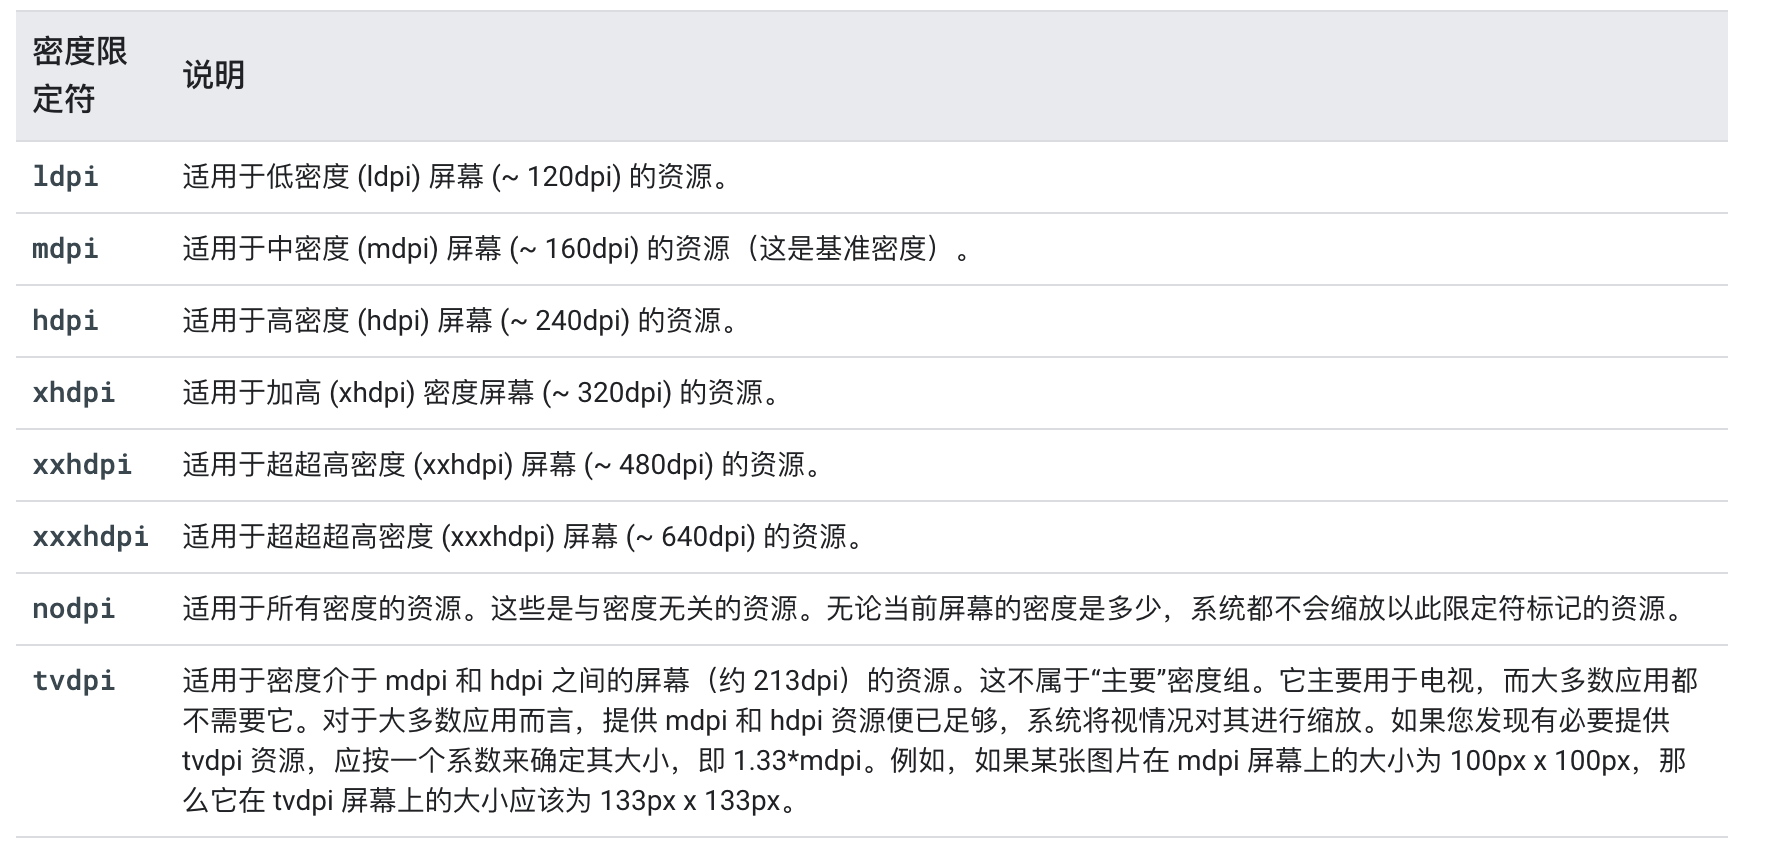 密度限
定符
说明
ldpi
适用于低密度 (ldpi) 屏幕 (~ 120dpi) 的资源。
mdpi
适用于中密度 (mdpi) 屏幕 (~ 160dpi) 的资源（这是基准密度）。
hdpi
适用于高密度 (hdpi) 屏幕 (~ 240dpi) 的资源。
xhdpi
适用于加高 (xhdpi) 密度屏幕 (~ 320dpi) 的资源。
xxhdpi
适用于超超高密度 (xxhdpi) 屏幕 (~ 480dpi) 的资源。
xxxhdpi
适用于超超超高密度 (xxxhdpi) 屏幕 (~ 640dpi) 的资源。
nodpi
适用于所有密度的资源。这些是与密度无关的资源。无论当前屏幕的密度是多少，系统都不会缩放以此限定符标记的资源。
tvdpi
适用于密度介于 mdpi 和 hdpi 之间的屏幕（约 213dpi）的资源。这不属于“主要”密度组。它主要用于电视，而大多数应用都
不需要它。对于大多数应用而言，提供 mdpi 和 hdpi 资源便已足够，系统将视情况对其进行缩放。如果您发现有必要提供
tvdpi 资源，应按一个系数来确定其大小，即 1.33*mdpi。例如，如果某张图片在 mdpi 屏幕上的大小为 100px x 100px，那
么它在 tvdpi 屏幕上的大小应该为 133px x 133px。